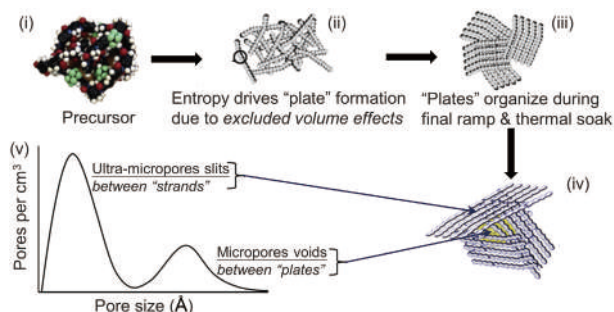 (i)
Precursor
(ii)
Entropy drives "plate" formation
due to excluded volume effects
(iii)
"Plates" organize during
final ramp & thermal soak
(iv)
(v)
Pores per cm³
Ultra-micropores slits
between "strands"
Micropores voids
between "plates"
Pore size (Å)